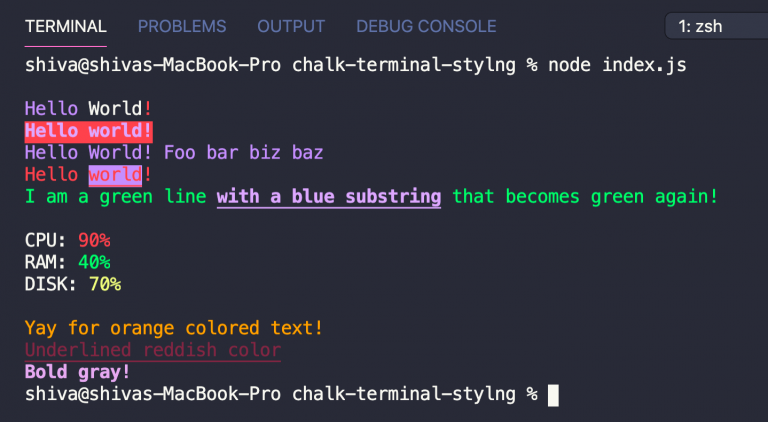 TERMINAL PROBLEMS OUTPUT DEBUG CONSOLE 1: zsh
shiva@shivas-MacBook-Pro chalk-terminal-stylng % node index.js
Hello World!
Hello world!
Hello World! Foo bar biz baz
Hello world!
I am a green line with a blue substring that becomes green again!
CPU: 90%
RAM: 40%
DISK: 70%
Yay for orange colored text!
Underlined reddish color
Bold gray!
shiva@shivas-MacBook-Pro chalk-terminal-stylng %